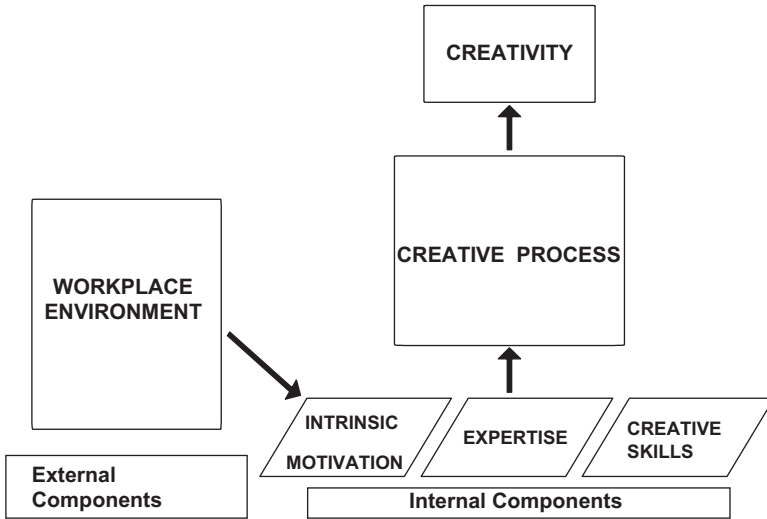 CREATIVITY
CREATIVE PROCESS
WORKPLACE
ENVIRONMENT
INTRINSIC
MOTIVATION
EXPERTISE
CREATIVE
SKILLS
External
Components
Internal Components